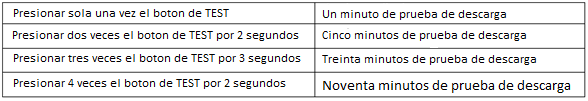 Presionar sola una vez el boton de TEST Un minuto de prueba de descarga
Presionar dos veces el boton de TEST por 2 segundos Cinco minutos de prueba de descarga
Presionar tres veces el boton de TEST por 3 segundos Treinta minutos de prueba de descarga
Presionar 4 veces el boton de TEST por 2 segundos Noventa minutos de prueba de descarga